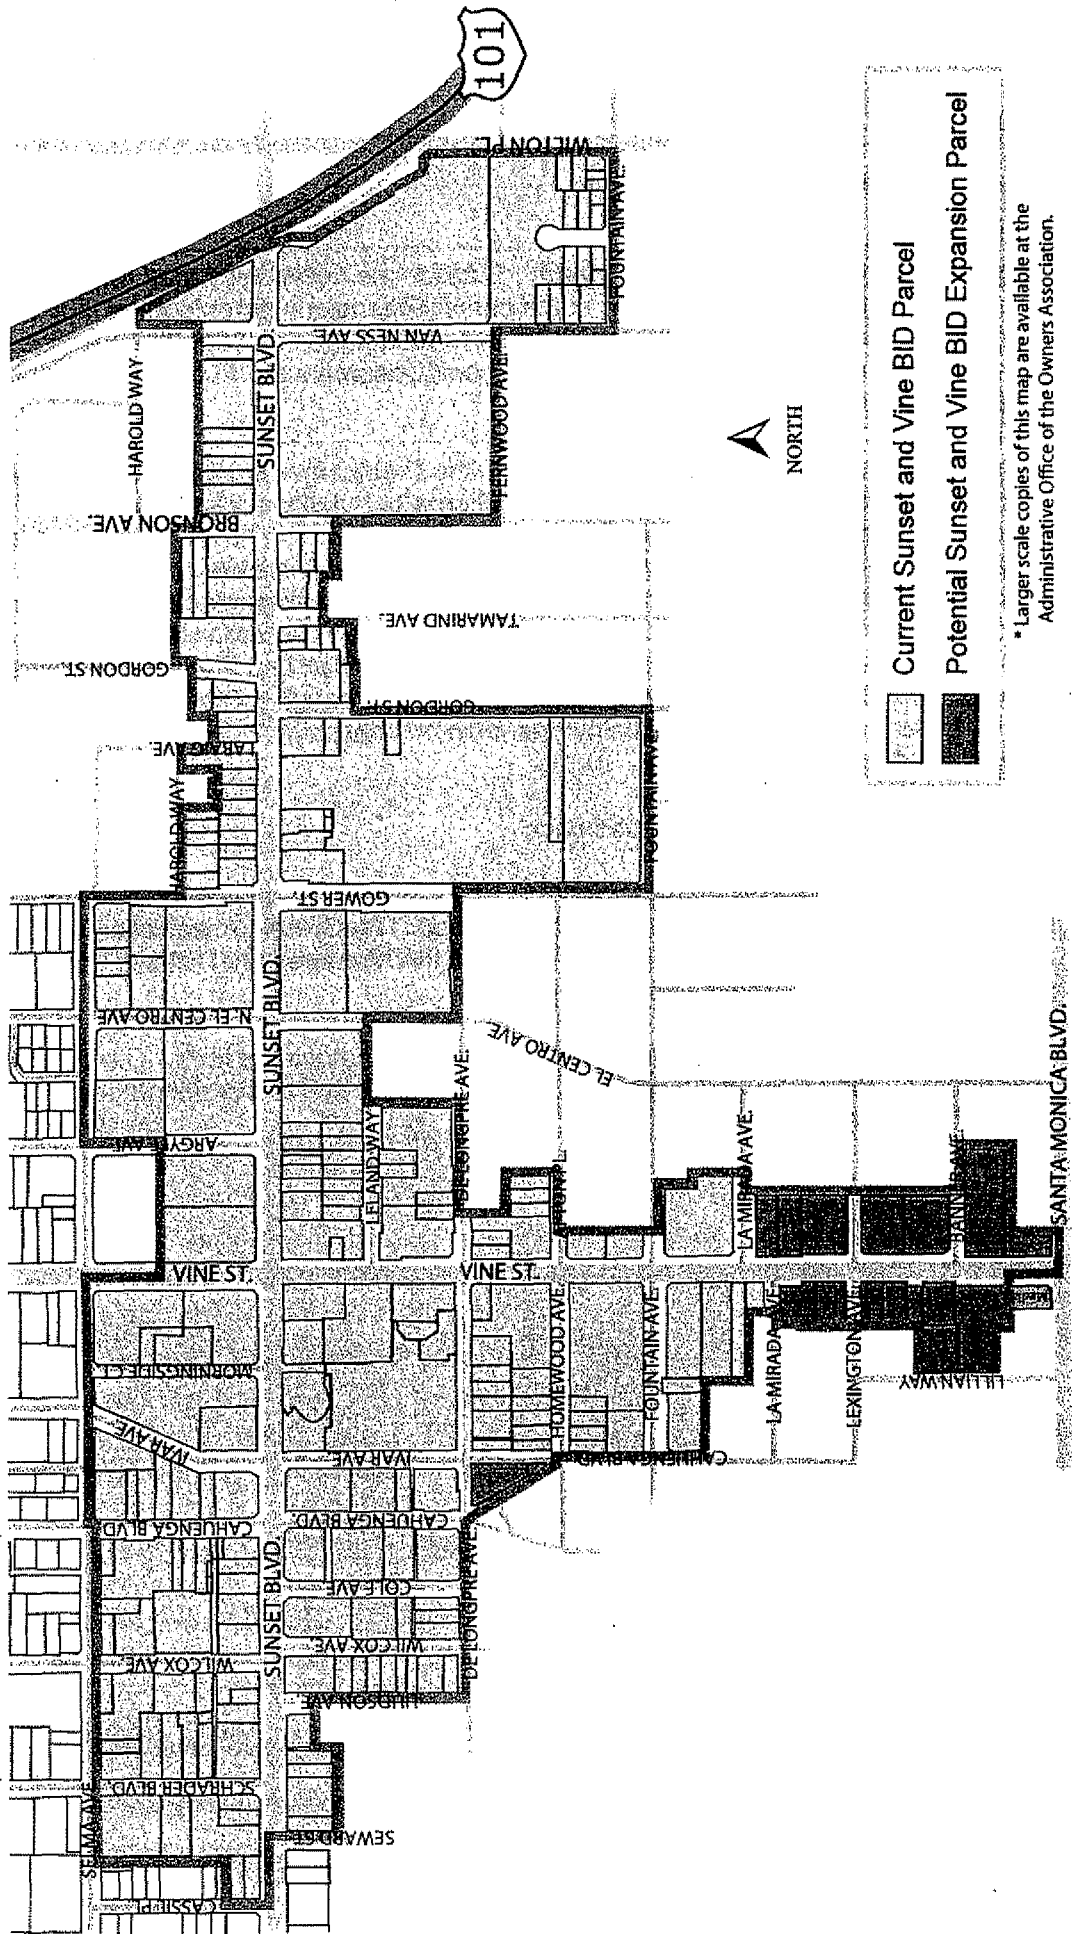 101
WILTON PL.
FOUNTAIN AVE.
VAN NESS AVE.
HAROLD WAY
SUNSET BLVD.
FERNWOOD AVE.
BRONSON AVE.
TAMARIND AVE.
GORDON ST.
GORDON ST.
HAROLD WAY
FOUNTAIN AVE.
GOWER ST.
N. EL CENTRO AVE
SUNSET BLVD.
EL CENTRO AVE
DE LONGPRE AVE.
ARGYLE AVE
LELAND WAY
LA MIRADA AVE.
SANTA MONICA BLVD.
VINE ST.
VINE ST.
MORNINGSIDE CT.
HOMEWOOD AVE.
FOUNTAIN AVE.
LA MIRADA AVE.
LEXINGTON AVE.
LILLIAN WAY
IVAR AVE.
IVAR AVE.
CAHUENGA BLVD.
CAHUENGA BLVD.
CAHUENGA BLVD.
COLE AVE
DE LONGPRE AVE.
SUNSET BLVD.
WILCOX AVE.
WILCOX AVE.
HUDSON AVE.
SCHRADER BLVD.
SELMA AVE
SEWARD ST.
CASSIL PL
NORTH
Current Sunset and Vine BID Parcel
Potential Sunset and Vine BID Expansion Parcel
* Larger scale copies of this map are available at the
Administrative Office of the Owners Association.